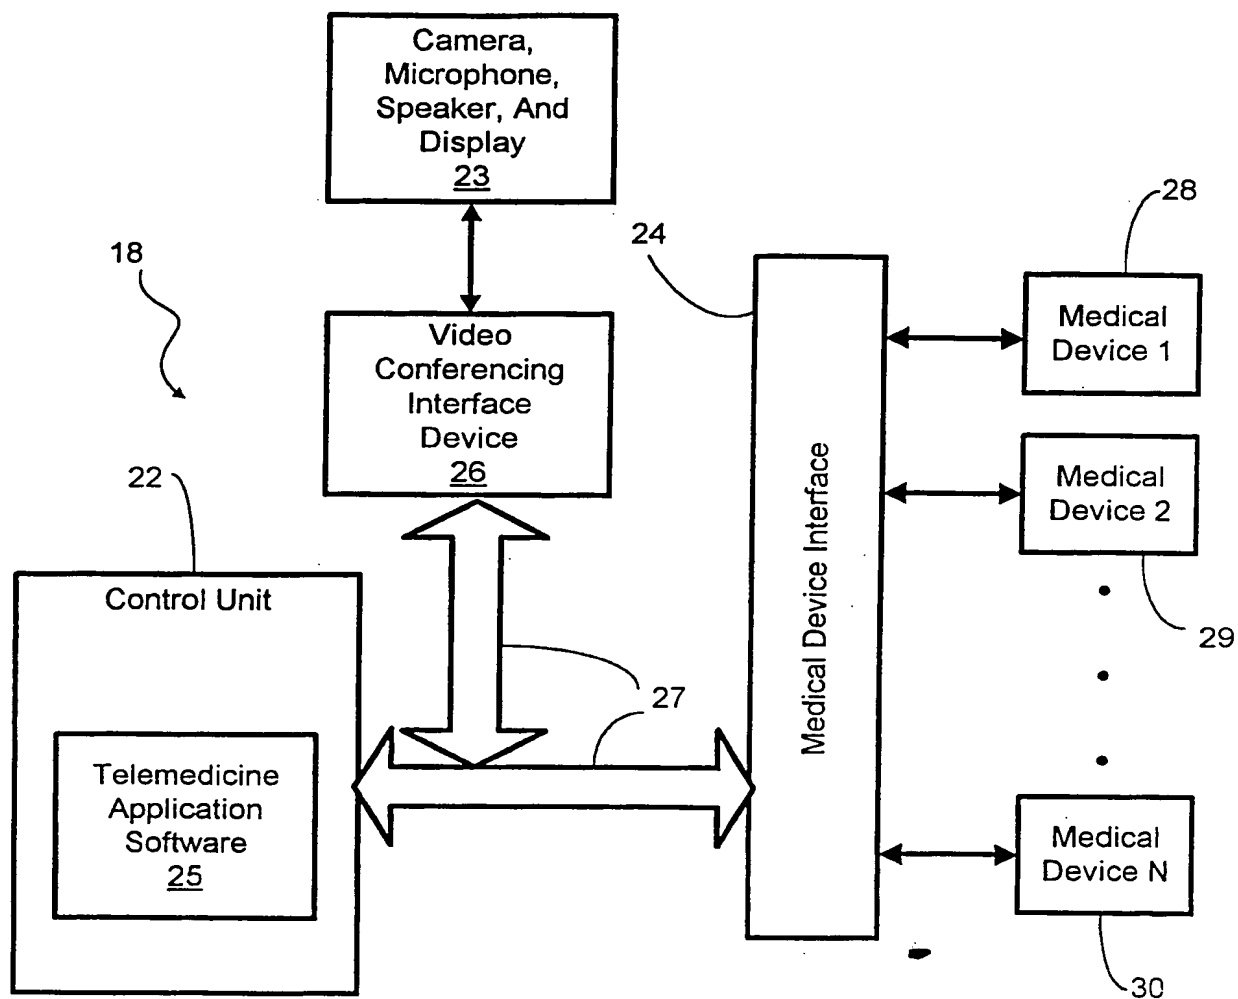 Camera,
Microphone,
Speaker, And
Display
23
18
24
28
Video
Conferencing
Interface
Device
26
Medical
Device 1
22
Medical
Device 2
Medical Device Interface
Control Unit
29
27
Telemedicine
Application
Software
25
Medical
Device N
30